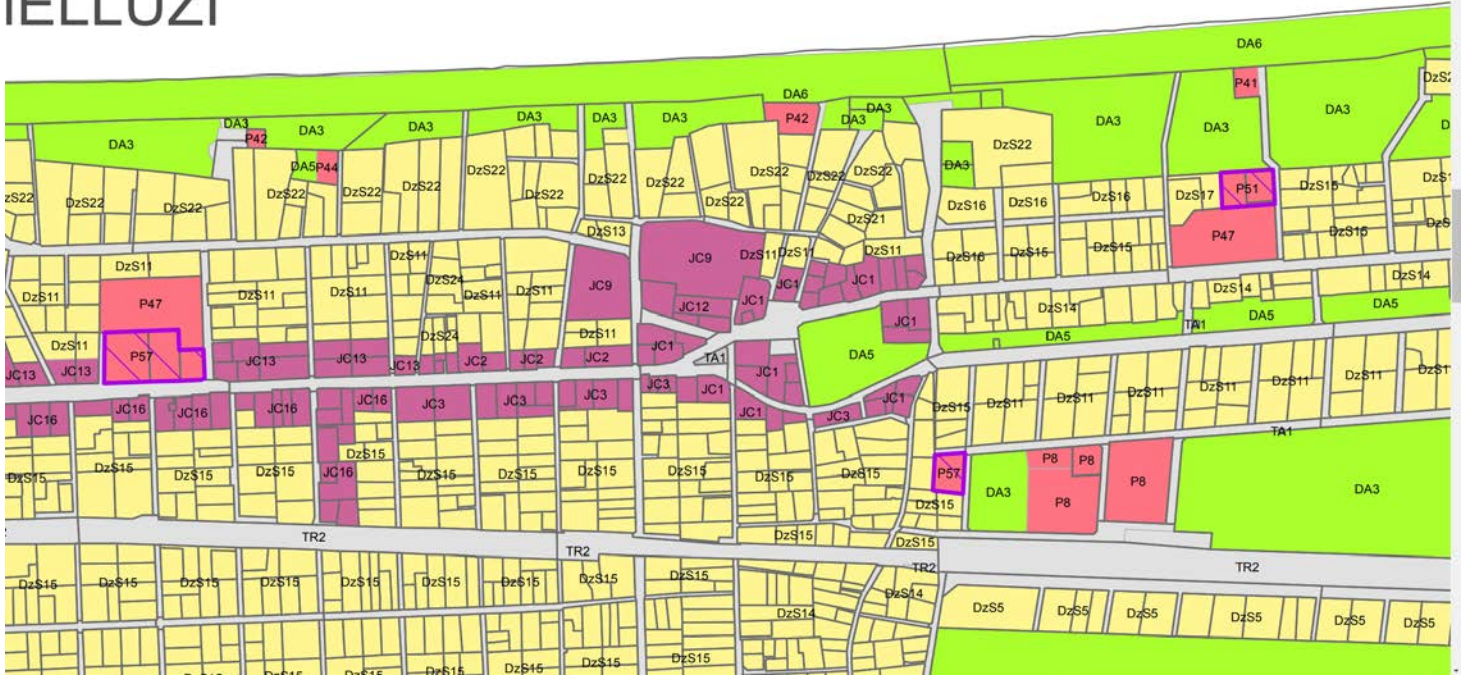 IELLUZI
DA6
DA6
P41
DA3
DA3
P42
DA3
DA3
DA3
DA3
DA3
P42
DA3
DA3
DA3
DA3
DA3
DA5
P44
DzS22
DzS22
DzS22
DzS22
DzS22
DzS22
DzS22
DzS22
DzS22
DzS22
DzS22
DzS22
DzS22
DA3
DzS17
P51
DzS15
DzS16
DzS16
DzS16
DzS21
P47
DzS15
DzS13
DzS11
DzS11
DzS11
DzS16
DzS15
DzS15
DzS11
DzS11
DzS24
DzS11
DzS11
JC9
JC9
JC1
JC1
JC1
DzS14
DzS14
DzS11
P47
DzS11
DzS11
JC12
JC1
DzS14
DA5
DA5
TA1
DzS24
DzS11
DA5
DzS11
P57
JC13
JC13
JC13
JC2
JC2
JC2
JC1
TA1
JC1
DA5
JC13
JC13
JC16
JC16
JC16
JC16
JC16
JC3
JC3
JC3
JC3
JC1
JC1
JC3
JC1
DzS15
DzS11
DzS11
DzS11
DzS11
DzS11
TA1
DzS15
DzS15
DzS15
DzS15
JC16
DzS15
DzS15
DzS15
DzS15
DzS15
DzS15
P57
DzS15
DA3
P8
P8
P8
P8
DA3
TR2
TR2
DzS15
DzS15
TR2
TR2
DzS15
DzS15
DzS15
DzS15
DzS15
DzS15
DzS15
DzS15
DzS15
DzS14
DzS14
DzS5
DzS5
DzS5
DzS5
DzS5
DzS5
DzS15
DzS15
DzS15
DzS15
DzS15
DzS15